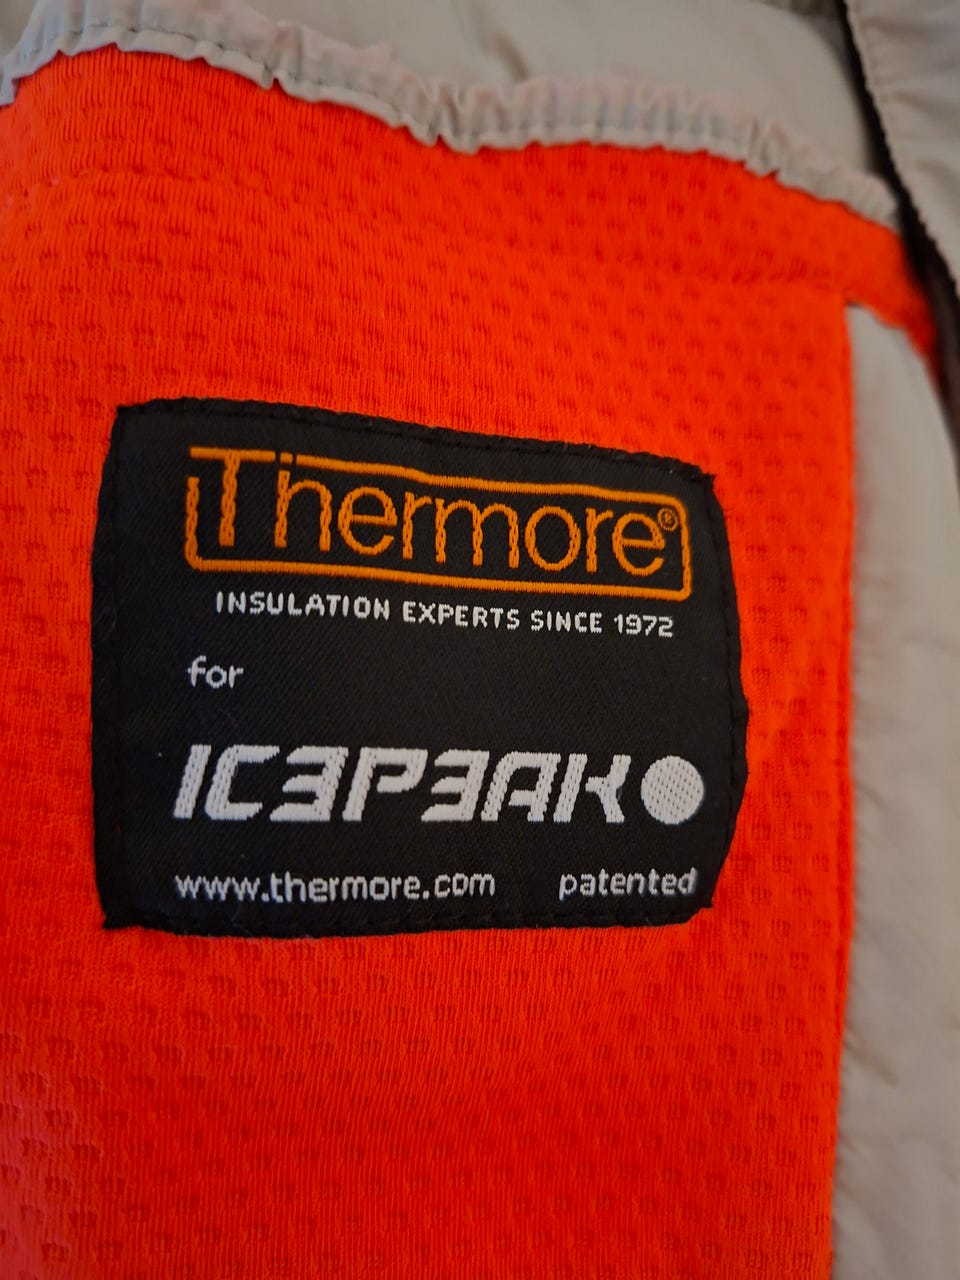 Thermore®
INSULATION EXPERTS SINCE 1972
for
ICEPEAK
www.thermore.com patented